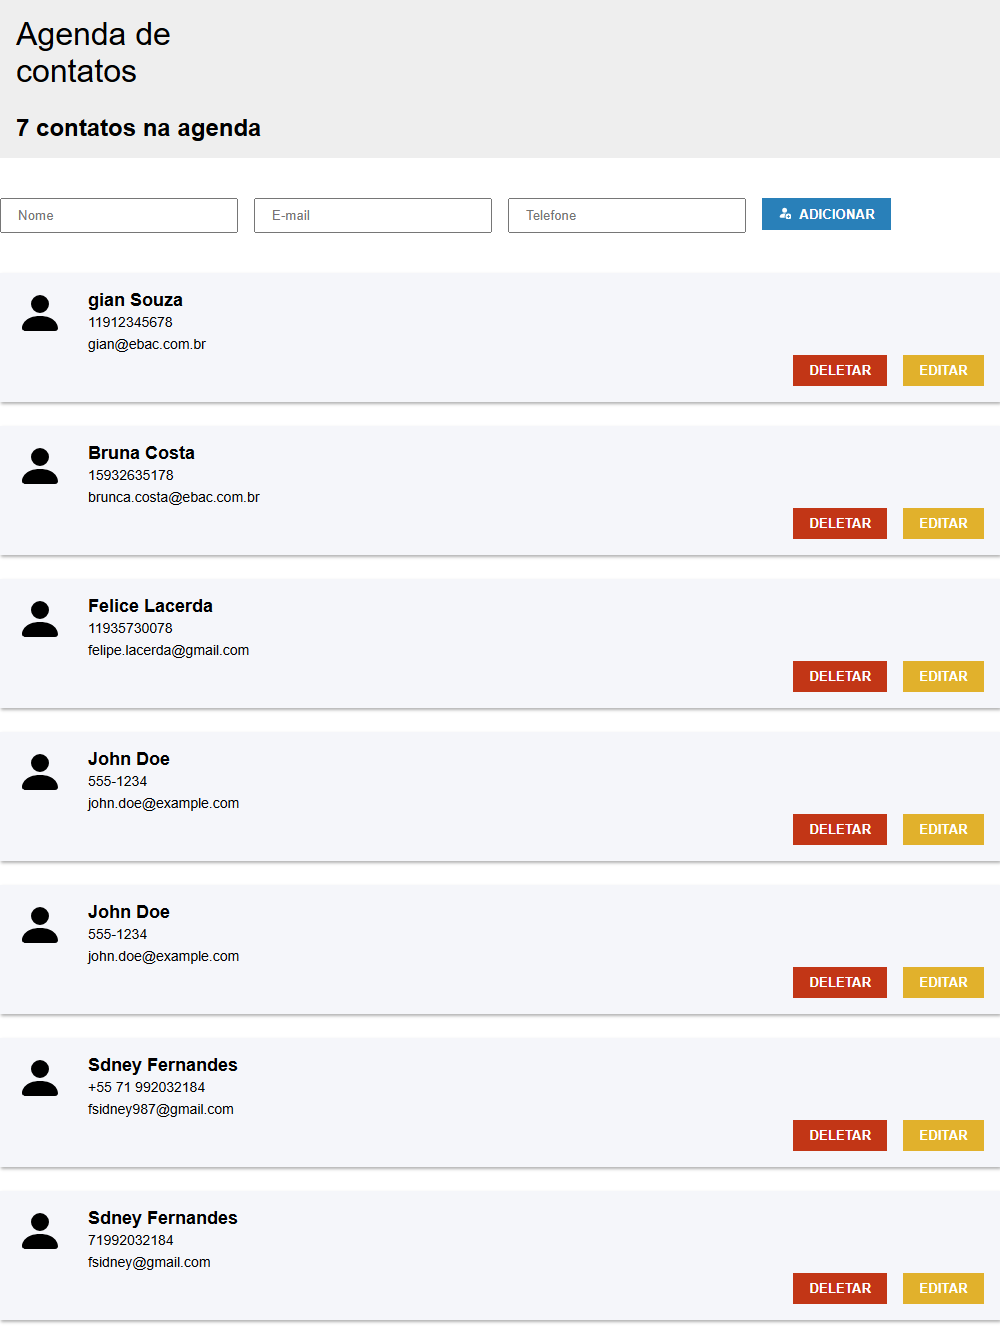 Agenda de
contatos
7 contatos na agenda
Nome
E-mail
Telefone
ADICIONAR
gian Souza
11912345678
gian@ebac.com.br
DELETAR
EDITAR
Bruna Costa
15932635178
brunca.costa@ebac.com.br
DELETAR
EDITAR
Felice Lacerda
11935730078
felipe.lacerda@gmail.com
DELETAR
EDITAR
John Doe
555-1234
john.doe@example.com
DELETAR
EDITAR
John Doe
555-1234
john.doe@example.com
DELETAR
EDITAR
Sdney Fernandes
+55 71 992032184
fsidney987@gmail.com
DELETAR
EDITAR
Sdney Fernandes
71992032184
fsidney@gmail.com
DELETAR
EDITAR